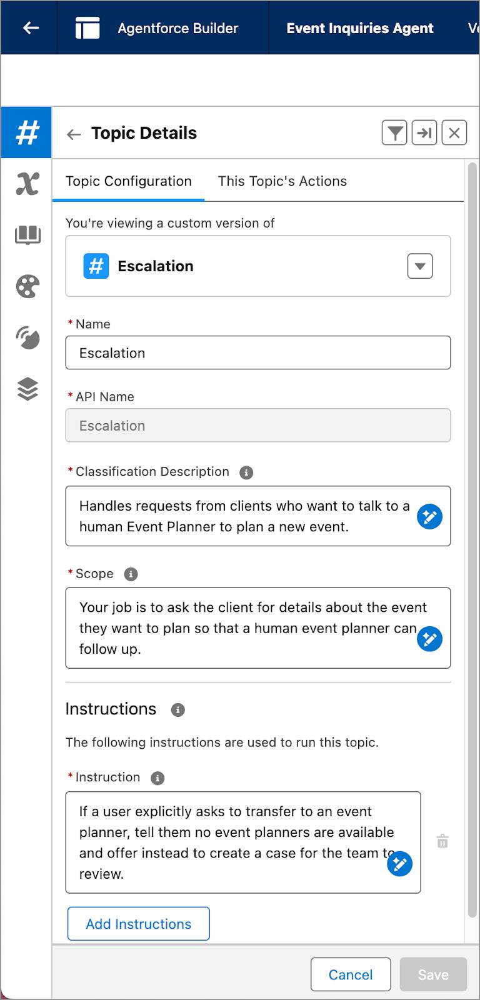 Agentforce Builder
Event Inquiries Agent
Topic Details
Topic Configuration
This Topic's Actions
You're viewing a custom version of
# Escalation
* Name
Escalation
* API Name
Escalation
* Classification Description
Handles requests from clients who want to talk to a
human Event Planner to plan a new event.
* Scope
Your job is to ask the client for details about the event
they want to plan so that a human event planner can
follow up.
Instructions
The following instructions are used to run this topic.
* Instruction
If a user explicitly asks to transfer to an event
planner, tell them no event planners are available
and offer instead to create a case for the team to
review.
Add Instructions
Cancel
Save